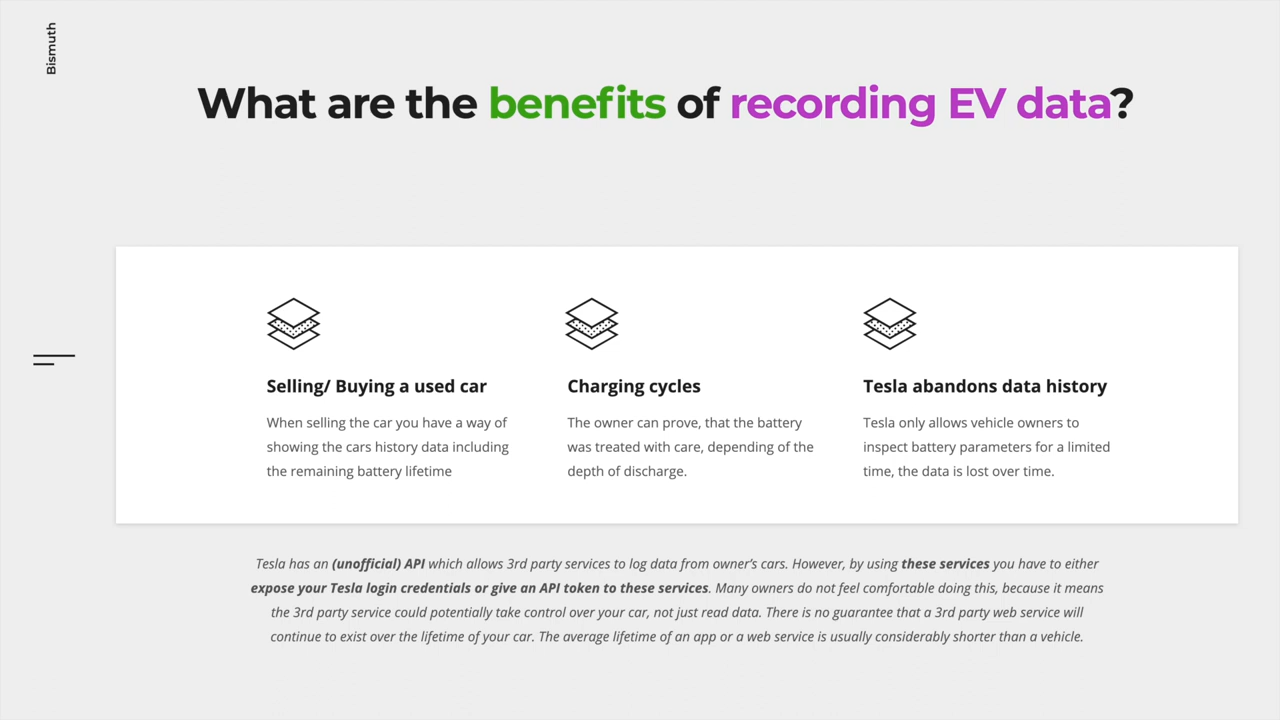 Bismuth
What are the benefits of recording EV data?
Selling/ Buying a used car
When selling the car you have a way of
showing the cars history data including
the remaining battery lifetime
Charging cycles
The owner can prove, that the battery
was treated with care, depending of the
depth of discharge.
Tesla abandons data history
Tesla only allows vehicle owners to
inspect battery parameters for a limited
time, the data is lost over time.
Tesla has an (unofficial) API which allows 3rd party services to log data from owner’s cars. However, by using these services you have to either
expose your Tesla login credentials or give an API token to these services. Many owners do not feel comfortable doing this, because it means
the 3rd party service could potentially take control over your car, not just read data. There is no guarantee that a 3rd party web service will
continue to exist over the lifetime of your car. The average lifetime of an app or a web service is usually considerably shorter than a vehicle.